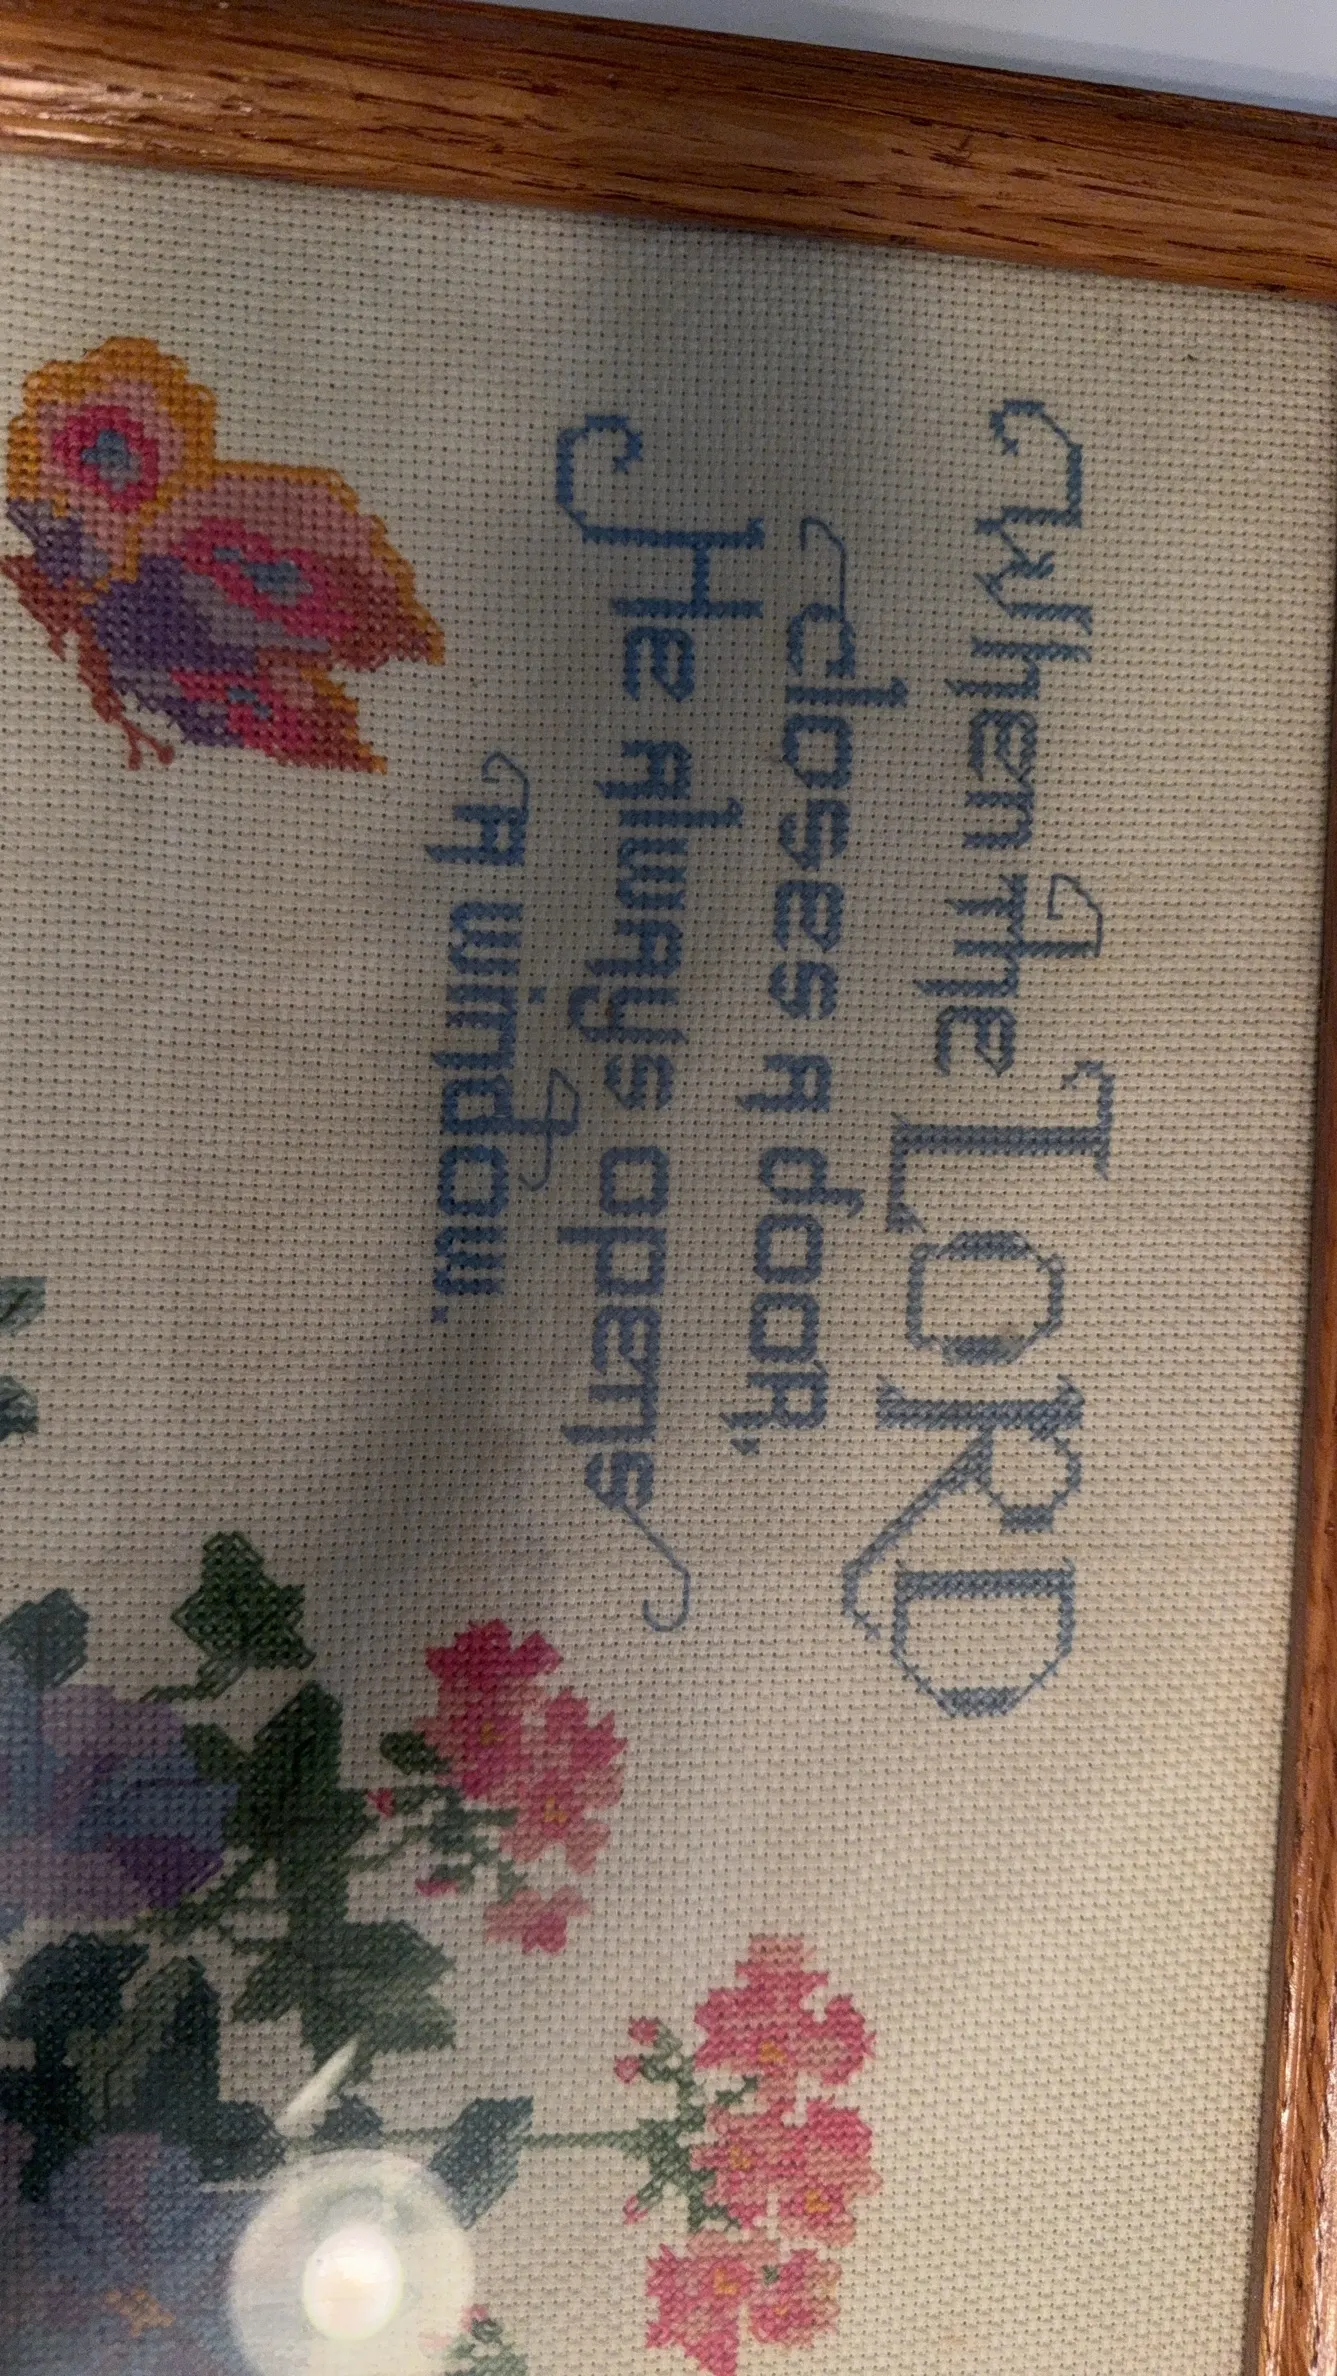 When the LORD
closes a door,
He always opens
A window.